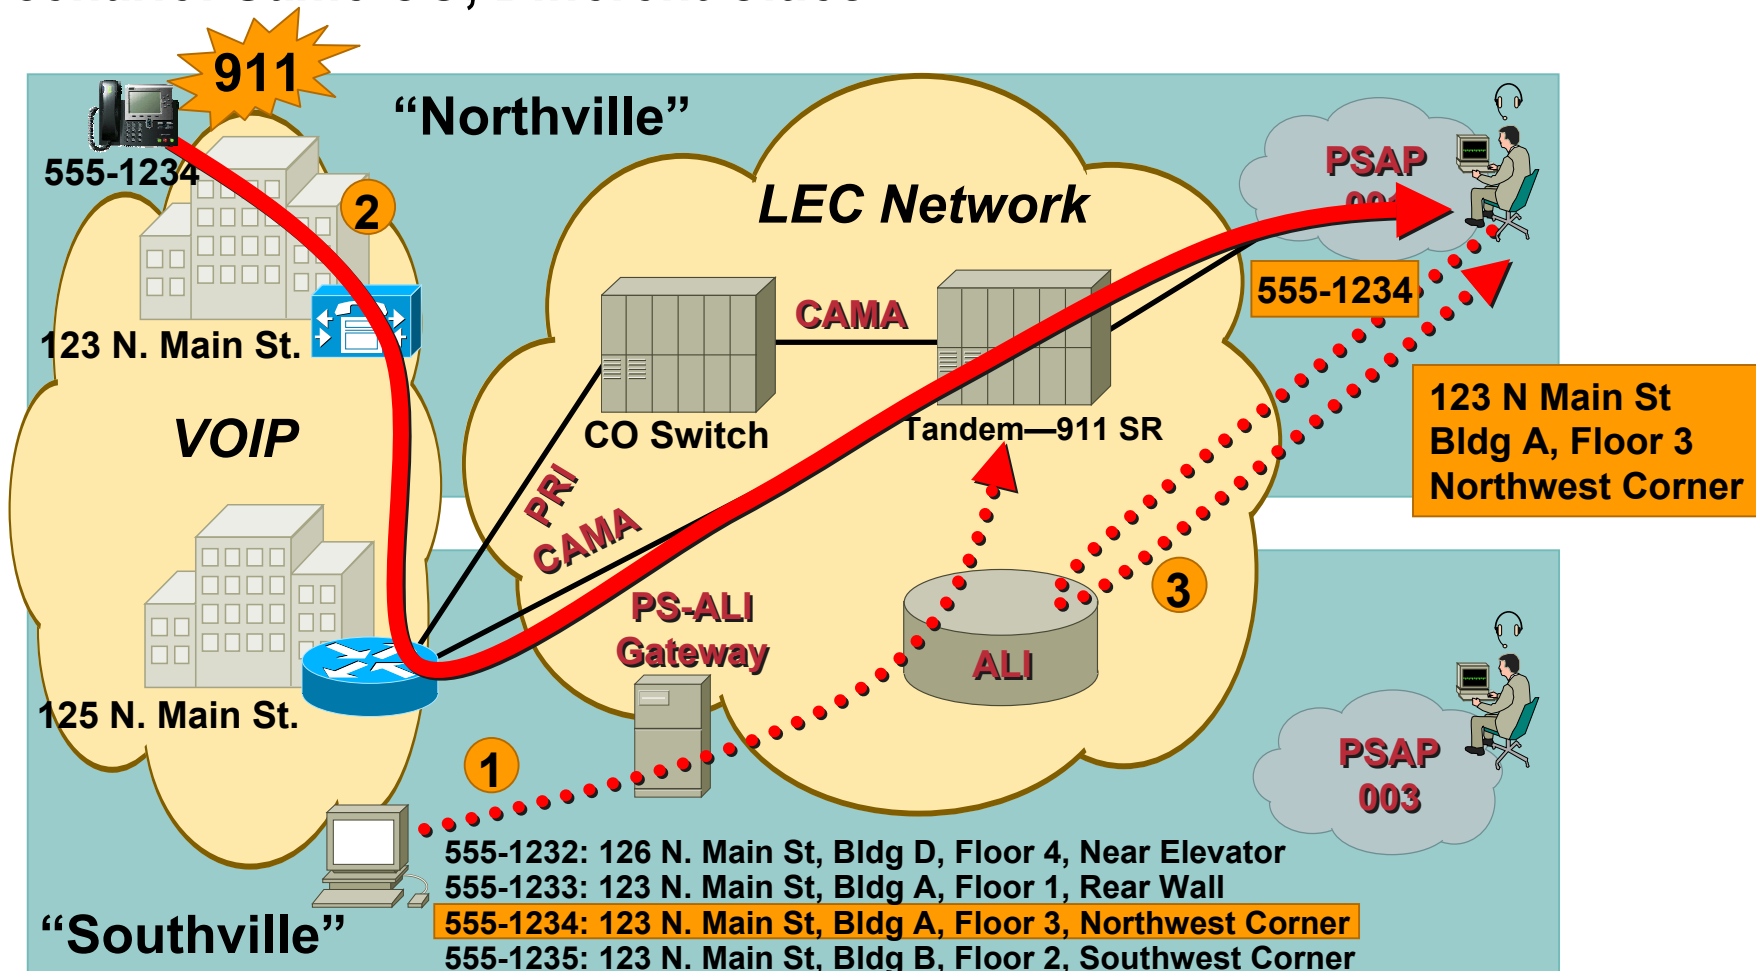 911
“Northville”
555-1234
2
LEC Network
PSAP
001
555-1234
CAMA
123 N. Main St.
VOIP
CO Switch
Tandem—911 SR
123 N Main St
Bldg A, Floor 3
Northwest Corner
PRI
CAMA
PS-ALI
Gateway
3
ALI
125 N. Main St.
1
PSAP
003
555-1232: 126 N. Main St, Bldg D, Floor 4, Near Elevator
555-1233: 123 N. Main St, Bldg A, Floor 1, Rear Wall
555-1234: 123 N. Main St, Bldg A, Floor 3, Northwest Corner
555-1235: 123 N. Main St, Bldg B, Floor 2, Southwest Corner
“Southville”